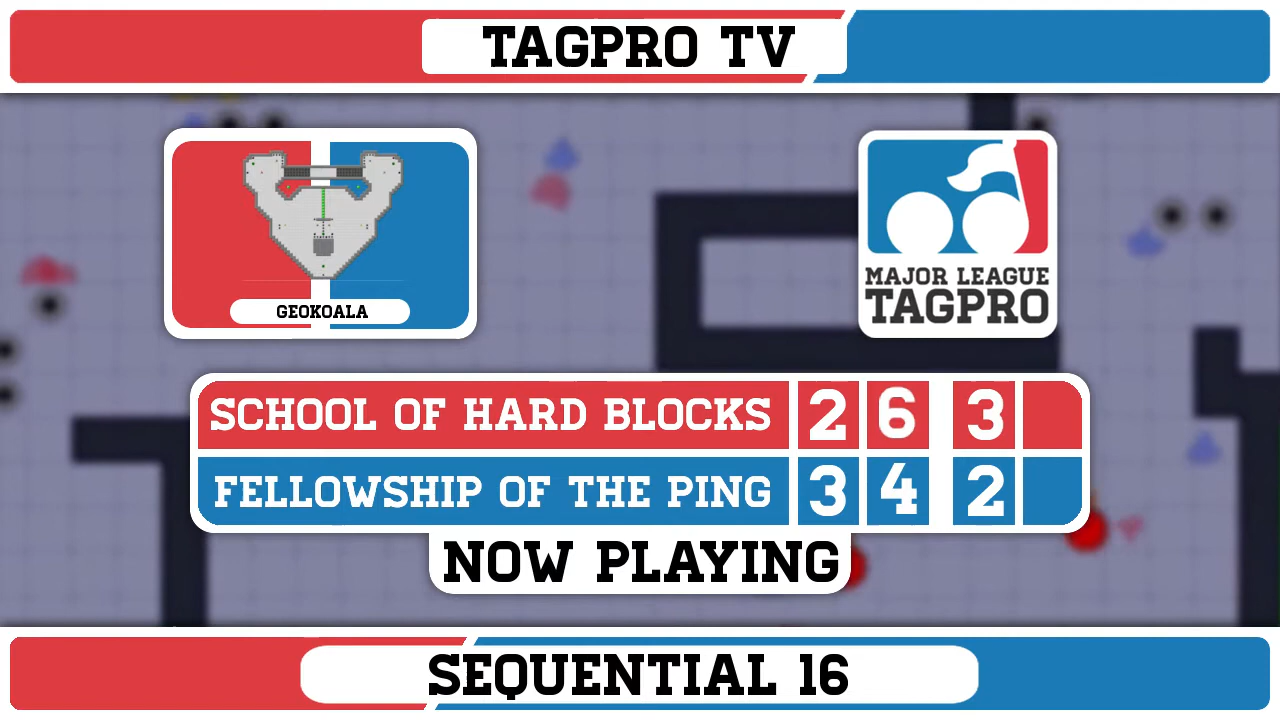 TAGPRO TV
GEOKOALA
MAJOR LEAGUE
TAGPRO
SCHOOL OF HARD BLOCKS 2 6 3
FELLOWSHIP OF THE PING 3 4 2
NOW PLAYING
SEQUENTIAL 16